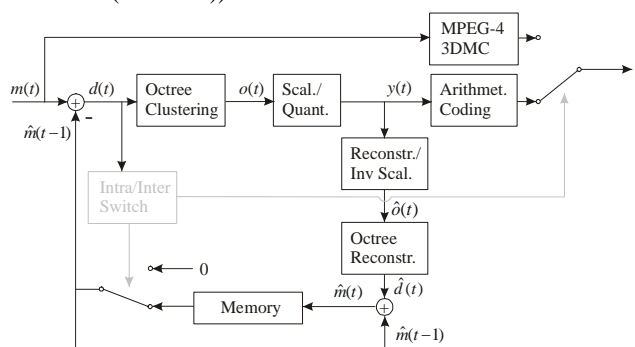 MPEG-4
3DMC
m(t)
d(t)
Octree
Clustering
o(t)
Scal./
Quant.
y(t)
Arithmet.
Coding
+
-
m̂(t−1)
Reconstr./
Inv Scal.
Intra/Inter
Switch
ô(t)
Octree
Reconstr.
0
d̂(t)
m̂(t)
Memory
+
m̂(t−1)